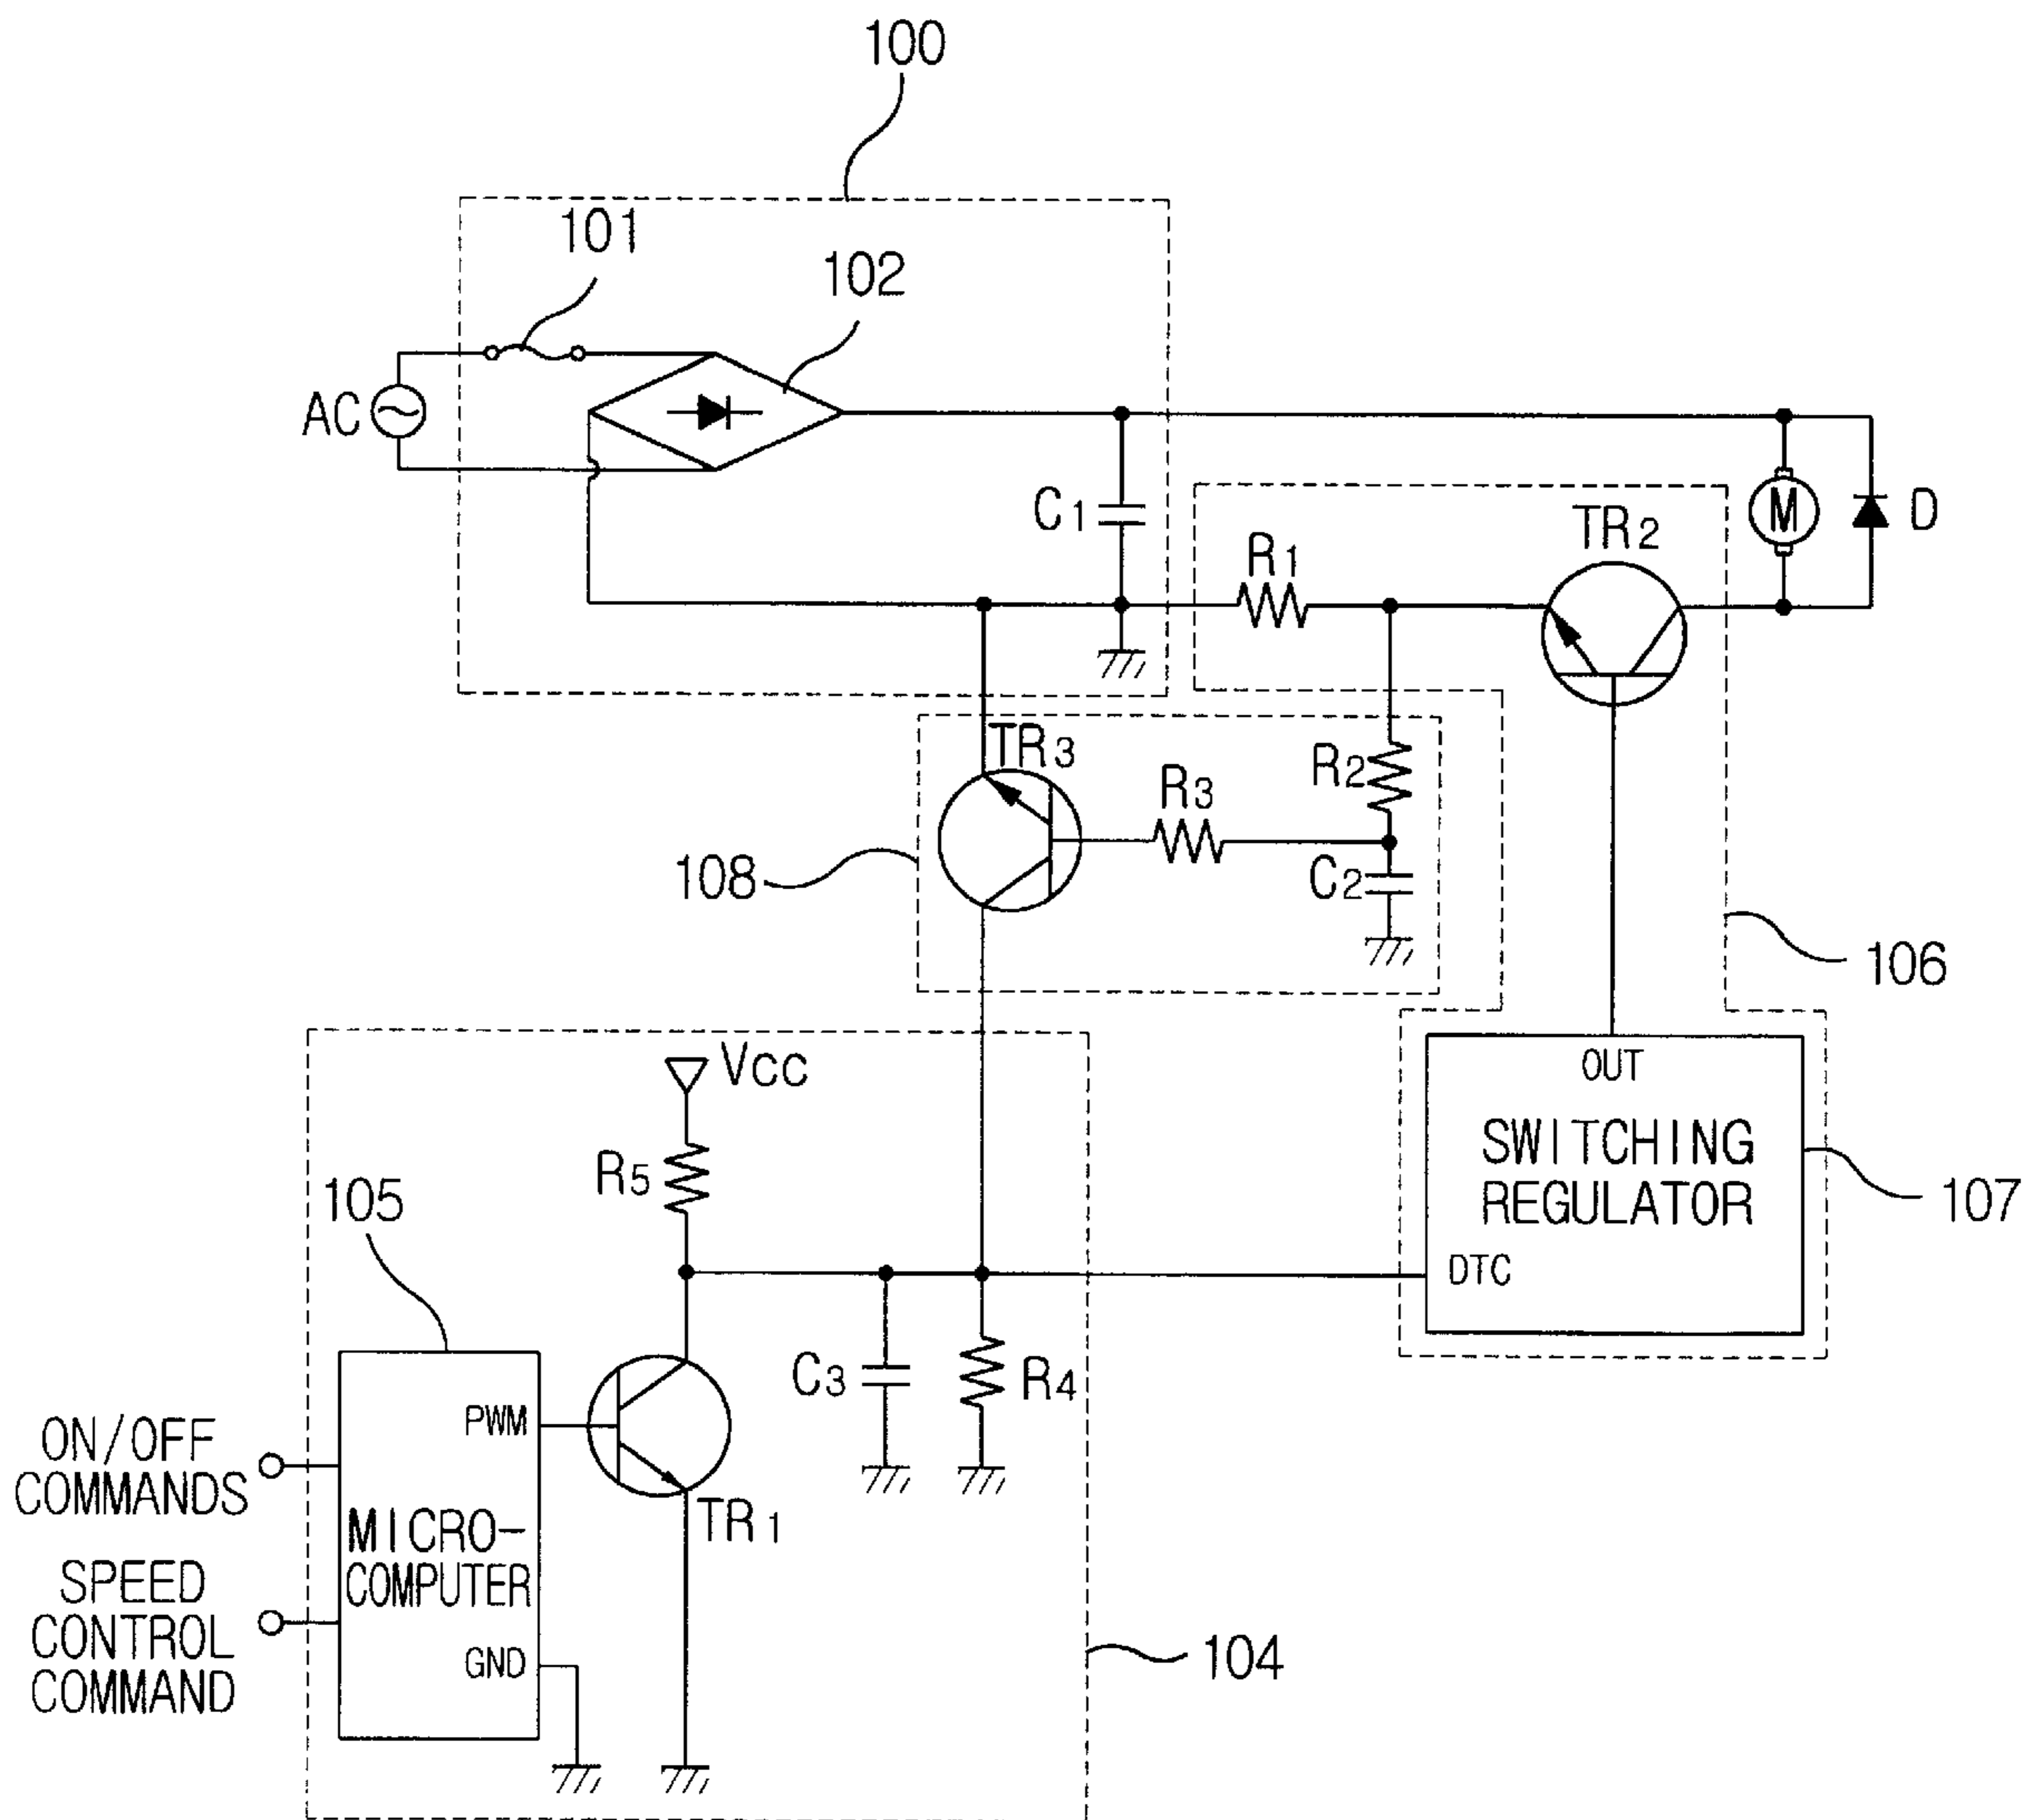 100
101
102
AC
C1
R1
TR2
M
D
TR3
R2
R3
C2
108
106
VCC
OUT
SWITCHING
REGULATOR
R5
105
107
DTC
C3
R4
PWM
ON/OFF
COMMANDS
TR1
MICRO-
COMPUTER
SPEED
CONTROL
COMMAND
GND
104